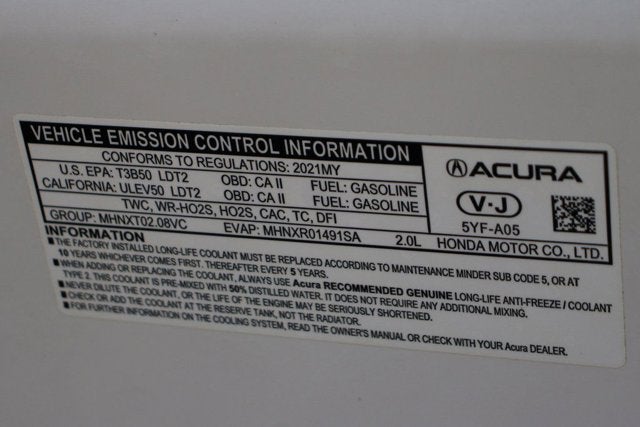 VEHICLE EMISSION CONTROL INFORMATION
CONFORMS TO REGULATIONS: 2021MY
U.S. EPA: T3B50 LDT2 OBD: CA II FUEL: GASOLINE
CALIFORNIA: ULEV50 LDT2 OBD: CA II FUEL: GASOLINE
TWC, WR-HO2S, HO2S, CAC, TC, DFI
GROUP: MHNXT02.08VC EVAP: MHNXR01491SA 2.0L
ACURA
V-J
5YF-A05
HONDA MOTOR CO., LTD.
INFORMATION
■THE FACTORY INSTALLED LONG-LIFE COOLANT MUST BE REPLACED ACCORDING TO MAINTENANCE MINDER SUB CODE 5, OR AT
10 YEARS WHICHEVER COMES FIRST. THEREAFTER EVERY 5 YEARS.
■WHEN ADDING OR REPLACING THE COOLANT, ALWAYS USE Acura RECOMMENDED GENUINE LONG-LIFE ANTI-FREEZE / COOLANT
TYPE 2. THIS COOLANT IS PRE-MIXED WITH 50% DISTILLED WATER. IT DOES NOT REQUIRE ANY ADDITIONAL MIXING.
■NEVER DILUTE THE COOLANT, OR THE LIFE OF THE ENGINE MAY BE SERIOUSLY SHORTENED.
■CHECK OR ADD THE COOLANT AT THE RESERVE TANK, NOT THE RADIATOR.
■FOR FURTHER INFORMATION ON THE COOLING SYSTEM, READ THE OWNER'S MANUAL OR CHECK WITH YOUR Acura DEALER.